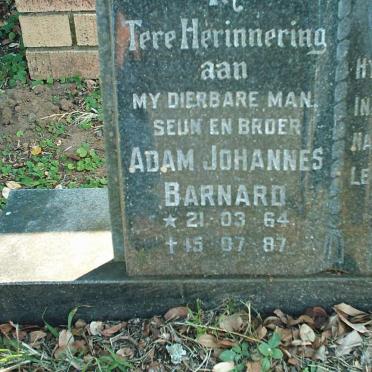 Tere Herinnering
aan
MY DIERBARE MAN.
SEUN EN BROER
ADAM JOHANNES
BARNARD
* 21. 03. 64.
+ 15. 07. 87.